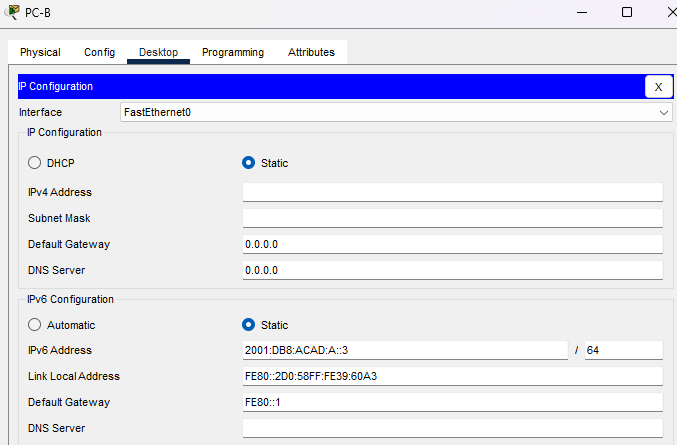 PC-B
Physical Config Desktop Programming Attributes
IP Configuration X
Interface FastEthernet0
IP Configuration
DHCP Static
IPv4 Address
Subnet Mask
Default Gateway 0.0.0.0
DNS Server 0.0.0.0
IPv6 Configuration
Automatic Static
IPv6 Address 2001:DB8:ACAD:A::3 / 64
Link Local Address FE80::2D0:58FF:FE39:60A3
Default Gateway FE80::1
DNS Server